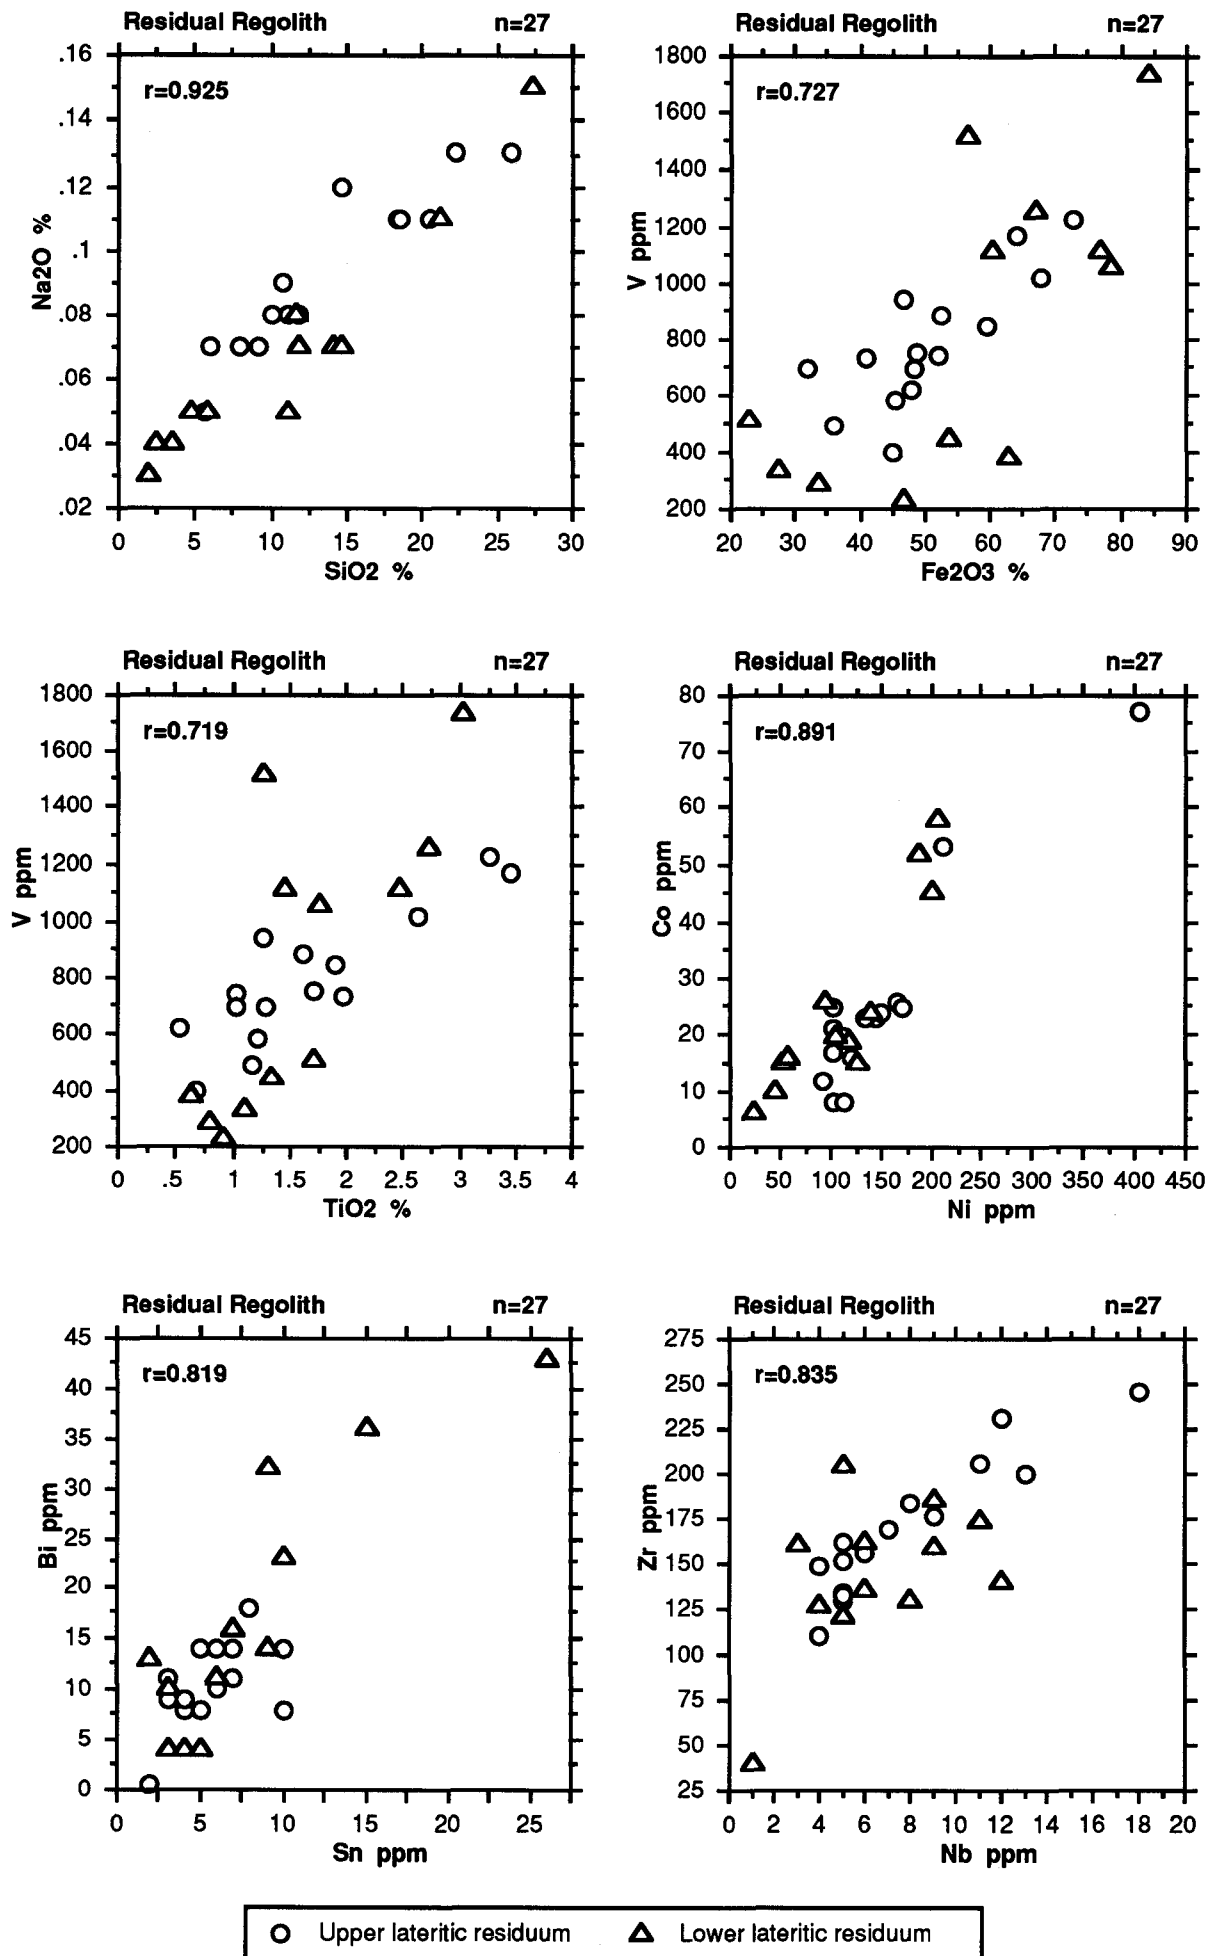 Residual Regolith n=27
r=0.925
.16
.14
.12
.1
.08
.06
.04
.02
Na2O %
0 5 10 15 20 25 30
SiO2 %
Residual Regolith n=27
r=0.727
1800
1600
1400
1200
1000
800
600
400
200
V ppm
20 30 40 50 60 70 80 90
Fe2O3 %
Residual Regolith n=27
r=0.719
1800
1600
1400
1200
1000
800
600
400
200
V ppm
0 .5 1 1.5 2 2.5 3 3.5 4
TiO2 %
Residual Regolith n=27
r=0.891
80
70
60
50
40
30
20
10
0
Co ppm
0 50 100 150 200 250 300 350 400 450
Ni ppm
Residual Regolith n=27
r=0.819
45
40
35
30
25
20
15
10
5
0
Bi ppm
0 5 10 15 20 25
Sn ppm
Residual Regolith n=27
r=0.835
275
250
225
200
175
150
125
100
75
50
25
Zr ppm
0 2 4 6 8 10 12 14 16 18 20
Nb ppm
Upper lateritic residuum Lower lateritic residuum